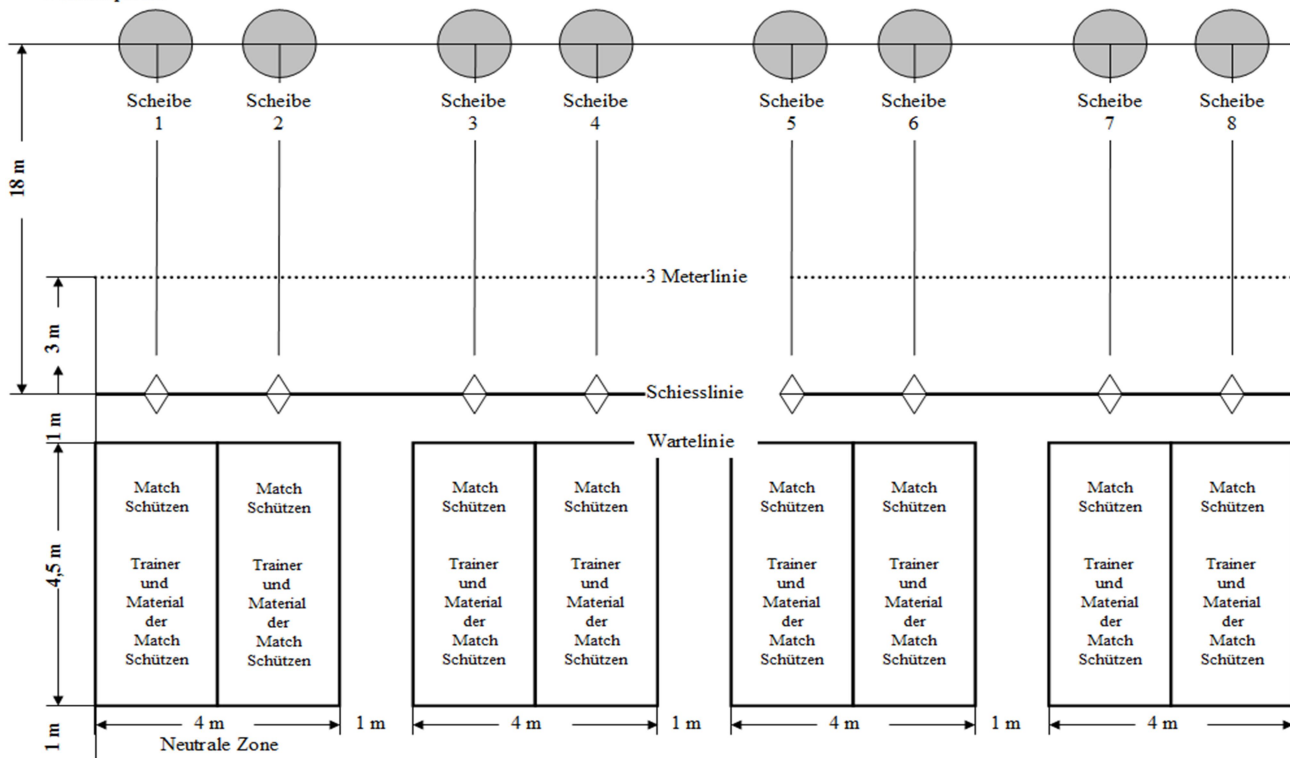 Scheibe
1
Scheibe
2
Scheibe
3
Scheibe
4
Scheibe
5
Scheibe
6
Scheibe
7
Scheibe
8
18 m
3 Meterlinie
3 m
Schiesslinie
1 m
Wartelinie
4,5 m
Match
Schützen
Trainer
und
Material
der
Match
Schützen
Match
Schützen
Trainer
und
Material
der
Match
Schützen
Match
Schützen
Trainer
und
Material
der
Match
Schützen
Match
Schützen
Trainer
und
Material
der
Match
Schützen
Match
Schützen
Trainer
und
Material
der
Match
Schützen
Match
Schützen
Trainer
und
Material
der
Match
Schützen
Match
Schützen
Trainer
und
Material
der
Match
Schützen
Match
Schützen
Trainer
und
Material
der
Match
Schützen
4 m
1 m
4 m
1 m
4 m
1 m
4 m
1 m
Neutrale Zone